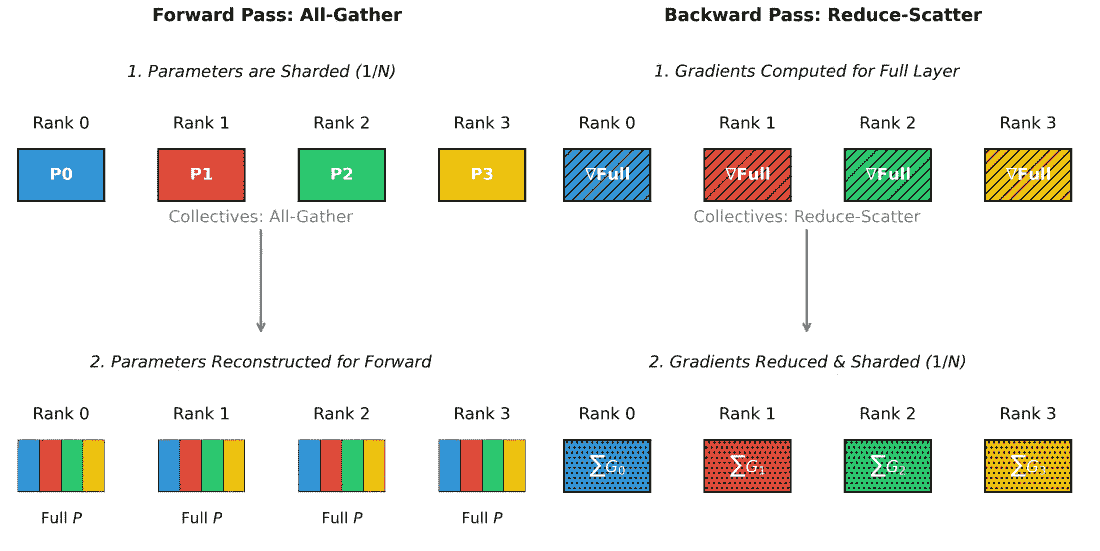 Forward Pass: All-Gather
1. Parameters are Sharded (1/N)
Rank 0 Rank 1 Rank 2 Rank 3
P0 P1 P2 P3
Collectives: All-Gather
2. Parameters Reconstructed for Forward
Rank 0 Rank 1 Rank 2 Rank 3
Full P Full P Full P Full P
Backward Pass: Reduce-Scatter
1. Gradients Computed for Full Layer
Rank 0 Rank 1 Rank 2 Rank 3
∇Full ∇Full ∇Full ∇Full
Collectives: Reduce-Scatter
2. Gradients Reduced & Sharded (1/N)
Rank 0 Rank 1 Rank 2 Rank 3
∑G₀ ∑G₁ ∑G₂ ∑G₃